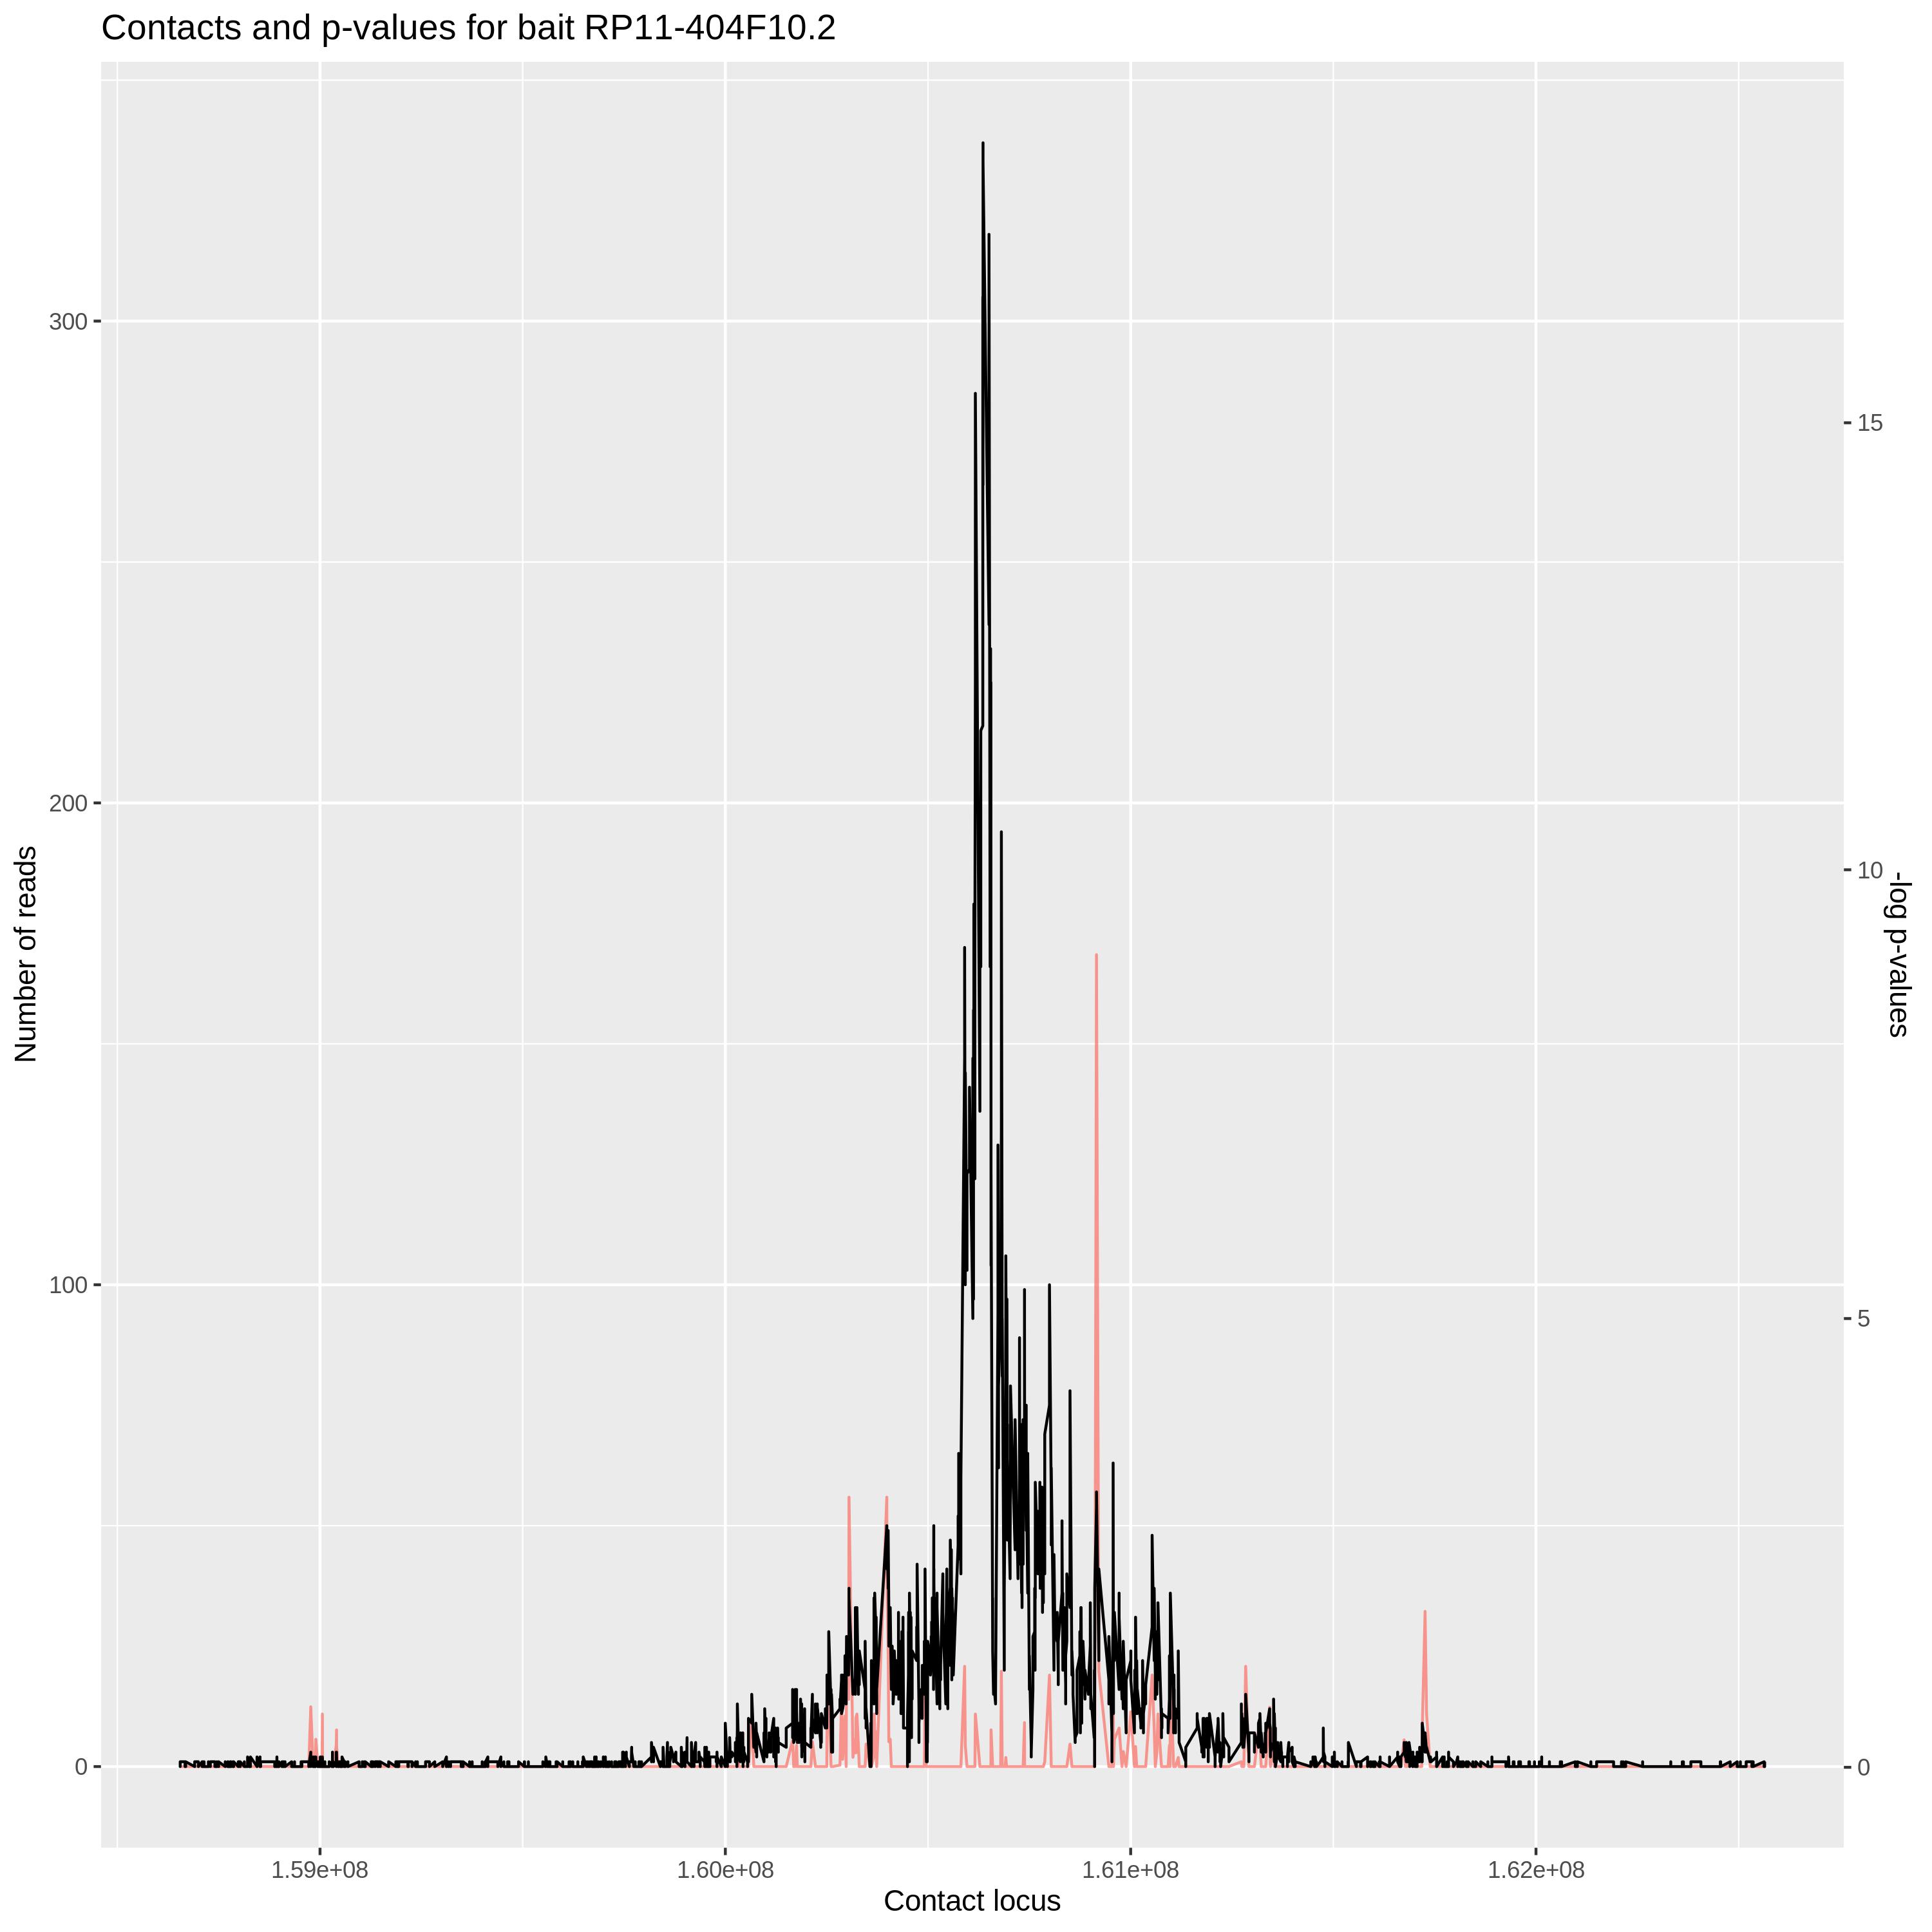 Contacts and p-values for bait RP11-404F10.2
Number of reads
300
200
100
0
15
10
5
0
-log p-values
1.59e+08
1.60e+08
1.61e+08
1.62e+08
Contact locus